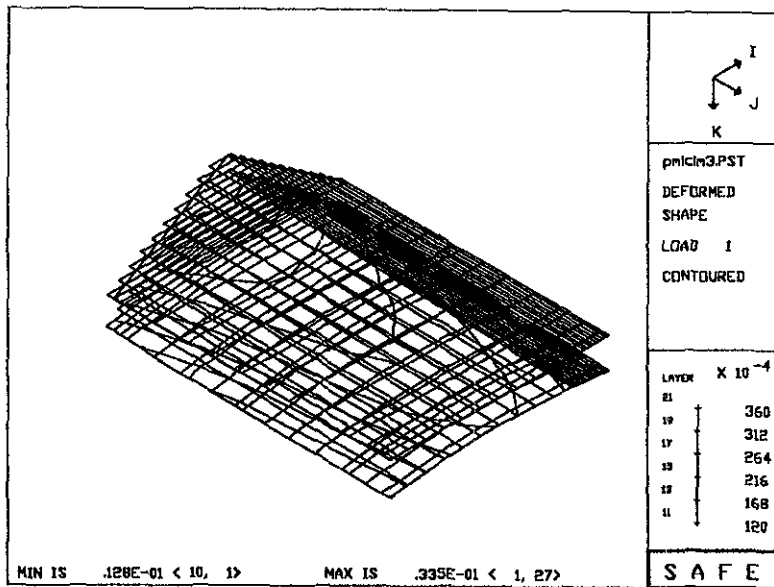 I
J
K
pmlclm3.PST
DEFORMED
SHAPE
LOAD 1
CONTOURED
LAYER X 10 -4
21 360
19 312
17 264
216
168
11 120
MIN IS .128E-01 < 10, 1> MAX IS .335E-01 < 1, 27>
S A F E